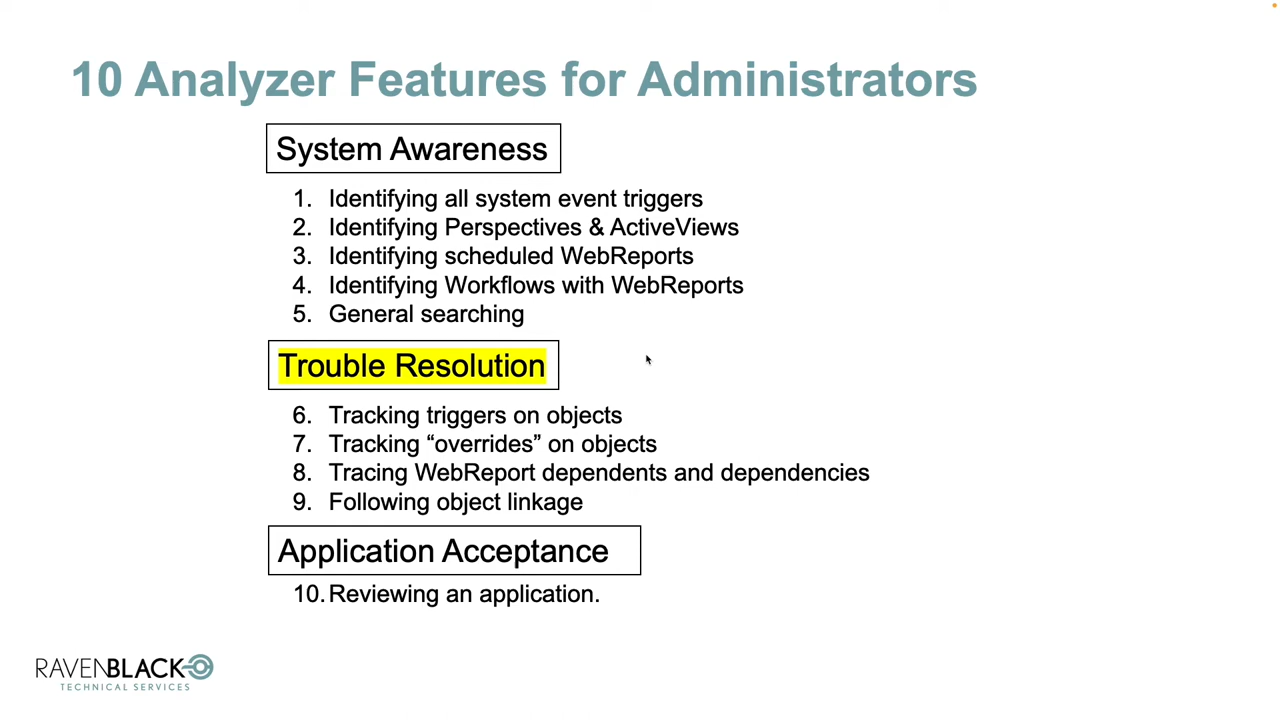 10 Analyzer Features for Administrators
System Awareness
1. Identifying all system event triggers
2. Identifying Perspectives & ActiveViews
3. Identifying scheduled WebReports
4. Identifying Workflows with WebReports
5. General searching
Trouble Resolution
6. Tracking triggers on objects
7. Tracking “overrides” on objects
8. Tracing WebReport dependents and dependencies
9. Following object linkage
Application Acceptance
10. Reviewing an application.
RAVENBLACK
TECHNICAL SERVICES